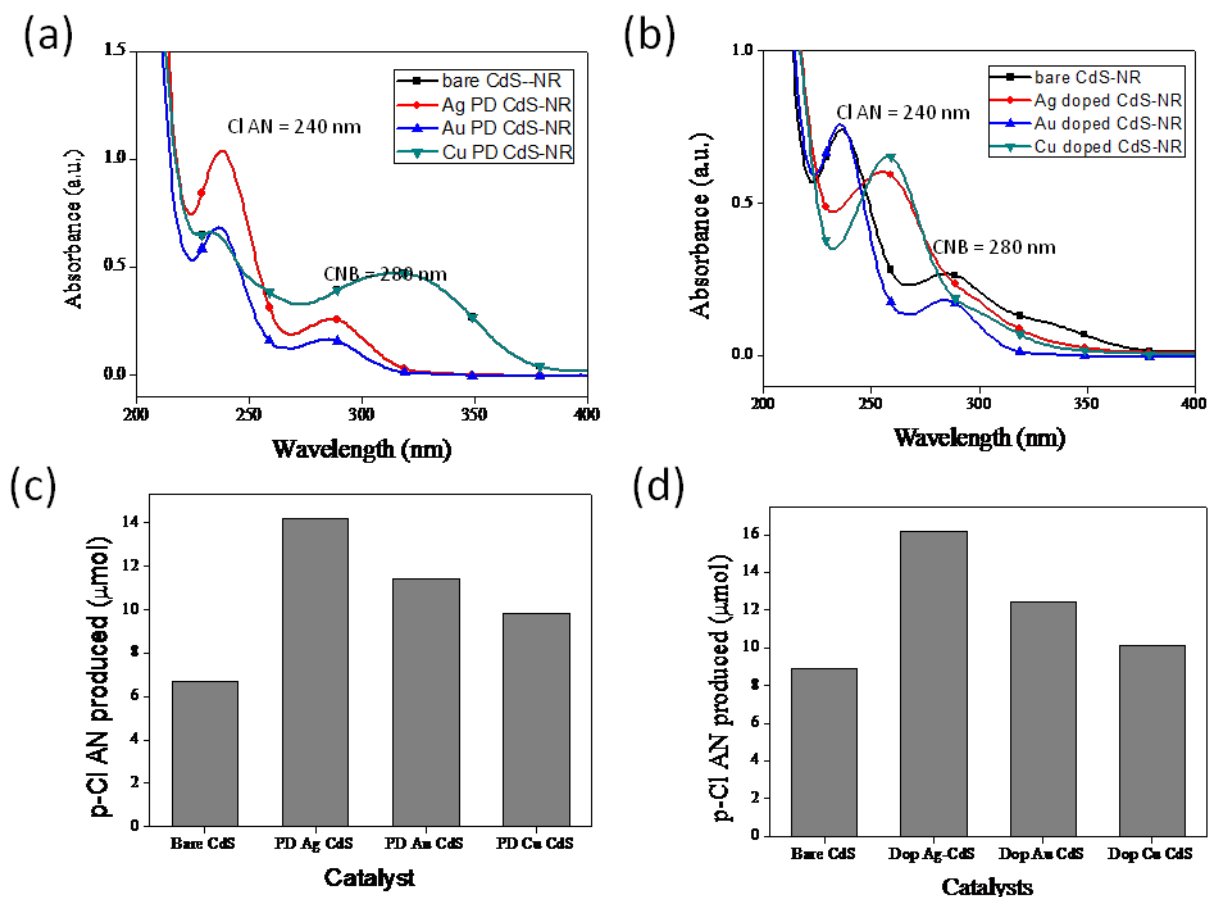 (a)
1.5
1.0
0.5
0.0
Absorbance (a.u.)
bare CdS--NR
Ag PD CdS-NR
Au PD CdS-NR
Cu PD CdS-NR
Cl AN = 240 nm
CNB = 280 nm
200 250 300 350 400
Wavelength (nm)
(b)
1.0
0.5
0.0
Absorbance (a.u.)
bare CdS-NR
Ag doped CdS-NR
Au doped CdS-NR
Cu doped CdS-NR
Cl AN = 240 nm
CNB = 280 nm
200 250 300 350 400
Wavelength (nm)
(c)
14
12
10
8
6
4
2
0
p-Cl AN produced (μmol)
Bare CdS PD Ag CdS PD Au CdS PD Cu CdS
Catalyst
(d)
16
14
12
10
8
6
4
2
0
p-Cl AN produced (μmol)
Bare CdS Dop Ag-CdS Dop Au CdS Dop Cu CdS
Catalysts